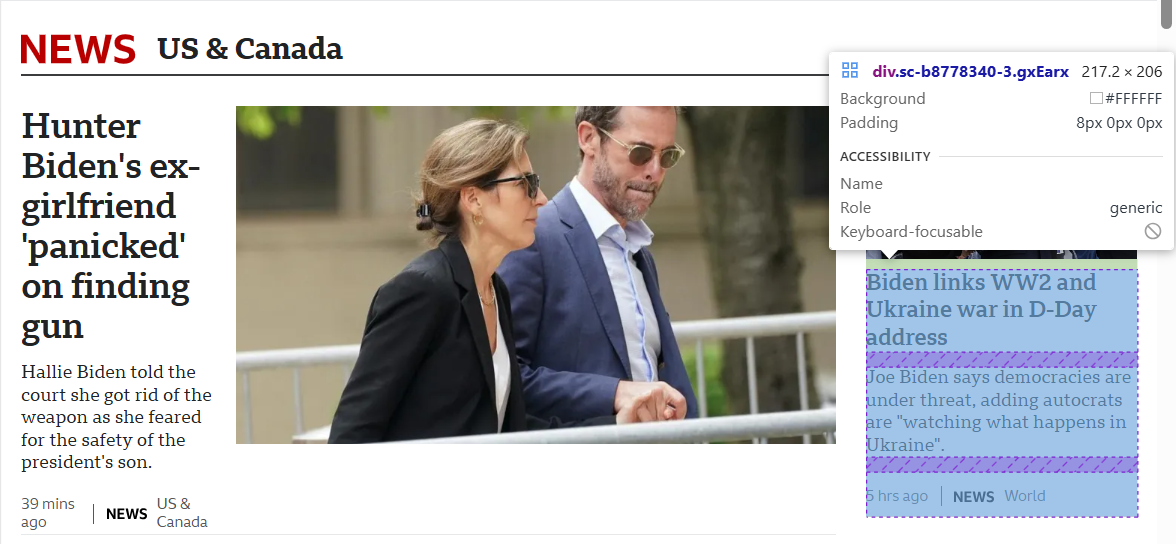 NEWS US & Canada
Hunter
Biden's ex-
girlfriend
'panicked'
on finding
gun
Hallie Biden told the
court she got rid of the
weapon as she feared
for the safety of the
president's son.
39 mins
ago
NEWS
US &
Canada
div.sc-b8778340-3.gxEarx 217.2 × 206
Background #FFFFFF
Padding 8px 0px 0px
ACCESSIBILITY
Name
Role generic
Keyboard-focusable
Biden links WW2 and
Ukraine war in D-Day
address
Joe Biden says democracies are
under threat, adding autocrats
are "watching what happens in
Ukraine".
5 hrs ago NEWS World